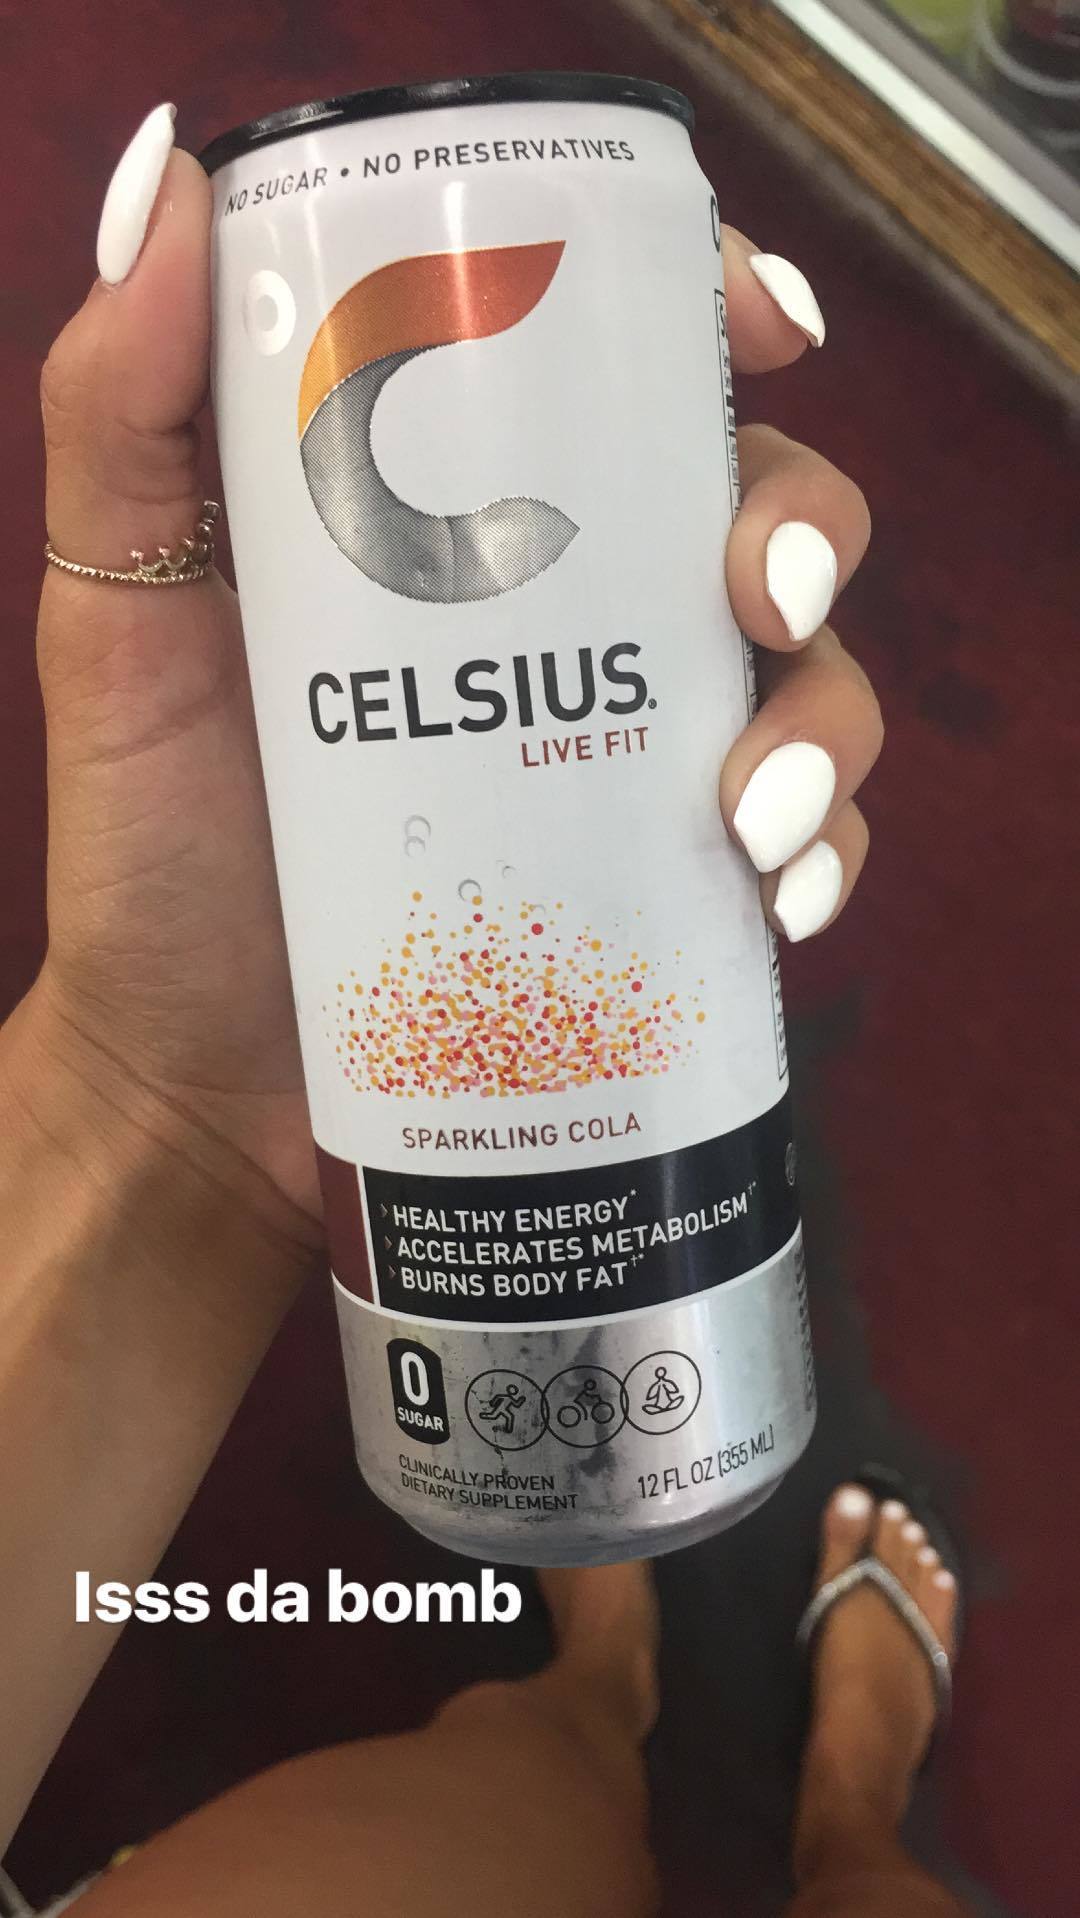 NO SUGAR • NO PRESERVATIVES
CELSIUS®
LIVE FIT
SPARKLING COLA
HEALTHY ENERGY*
ACCELERATES METABOLISM†*
BURNS BODY FAT†*
0
SUGAR
CLINICALLY PROVEN
DIETARY SUPPLEMENT
12 FL OZ (355 ML)
Isss da bomb